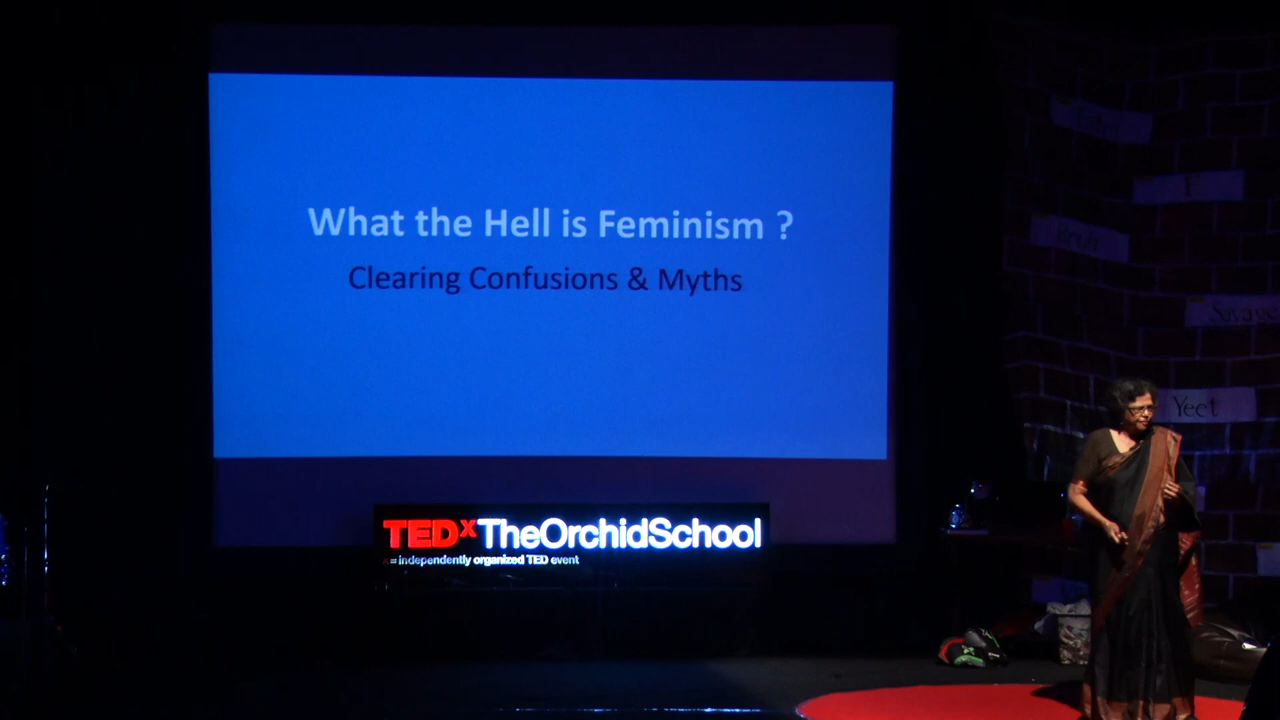 What the Hell is Feminism ?
Clearing Confusions & Myths
TEDxTheOrchidSchool
x = independently organized TED event
Savage
Yeet